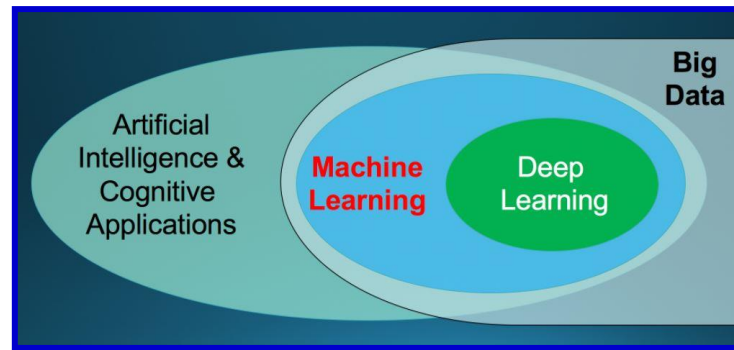 Artificial
Intelligence &
Cognitive
Applications
Machine
Learning
Deep
Learning
Big
Data